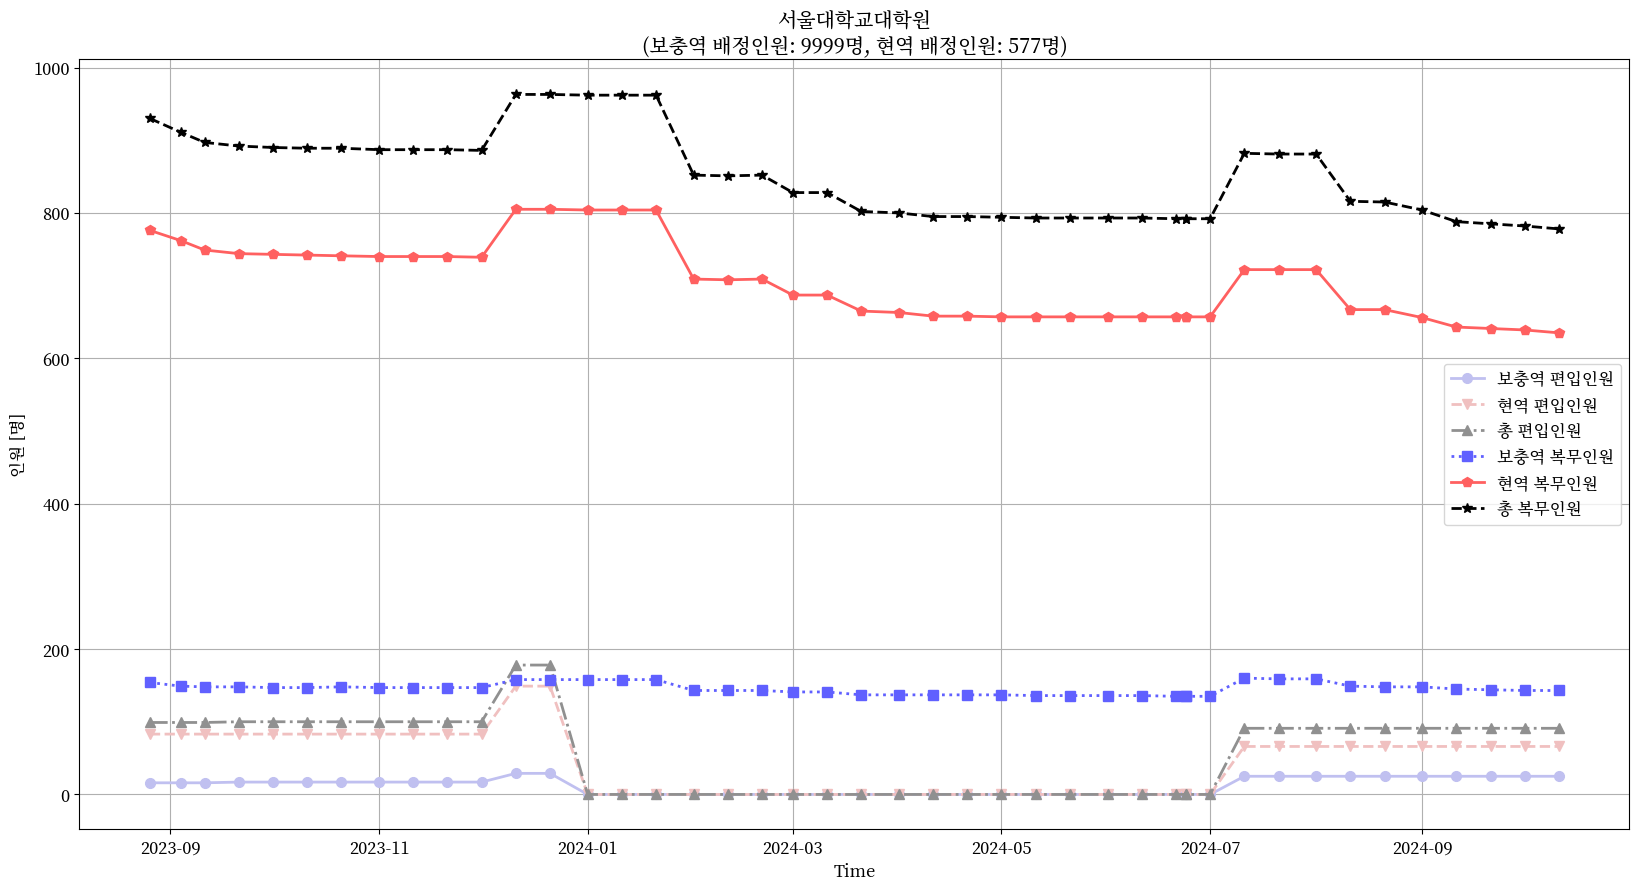 서울대학교대학원
(보충역 배정인원: 9999명, 현역 배정인원: 577명)
1000
800
600
400
200
0
인원 [명]
보충역 편입인원
현역 편입인원
총 편입인원
보충역 복무인원
현역 복무인원
총 복무인원
2023-09 2023-11 2024-01 2024-03 2024-05 2024-07 2024-09
Time